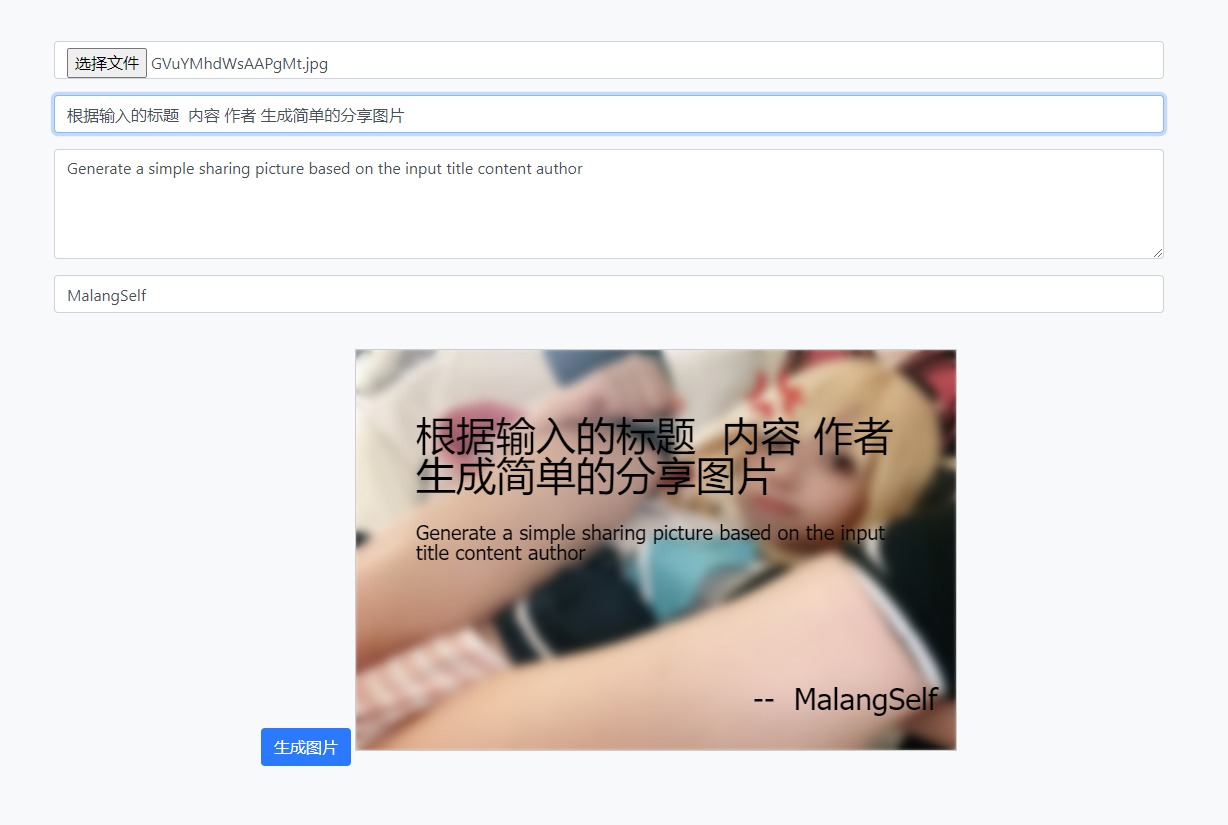 选择文件 GVuYMhdWsAAPgMt.jpg
根据输入的标题  内容 作者 生成简单的分享图片
Generate a simple sharing picture based on the input title content author
MalangSelf
根据输入的标题  内容 作者
生成简单的分享图片
Generate a simple sharing picture based on the input
title content author
--  MalangSelf
生成图片